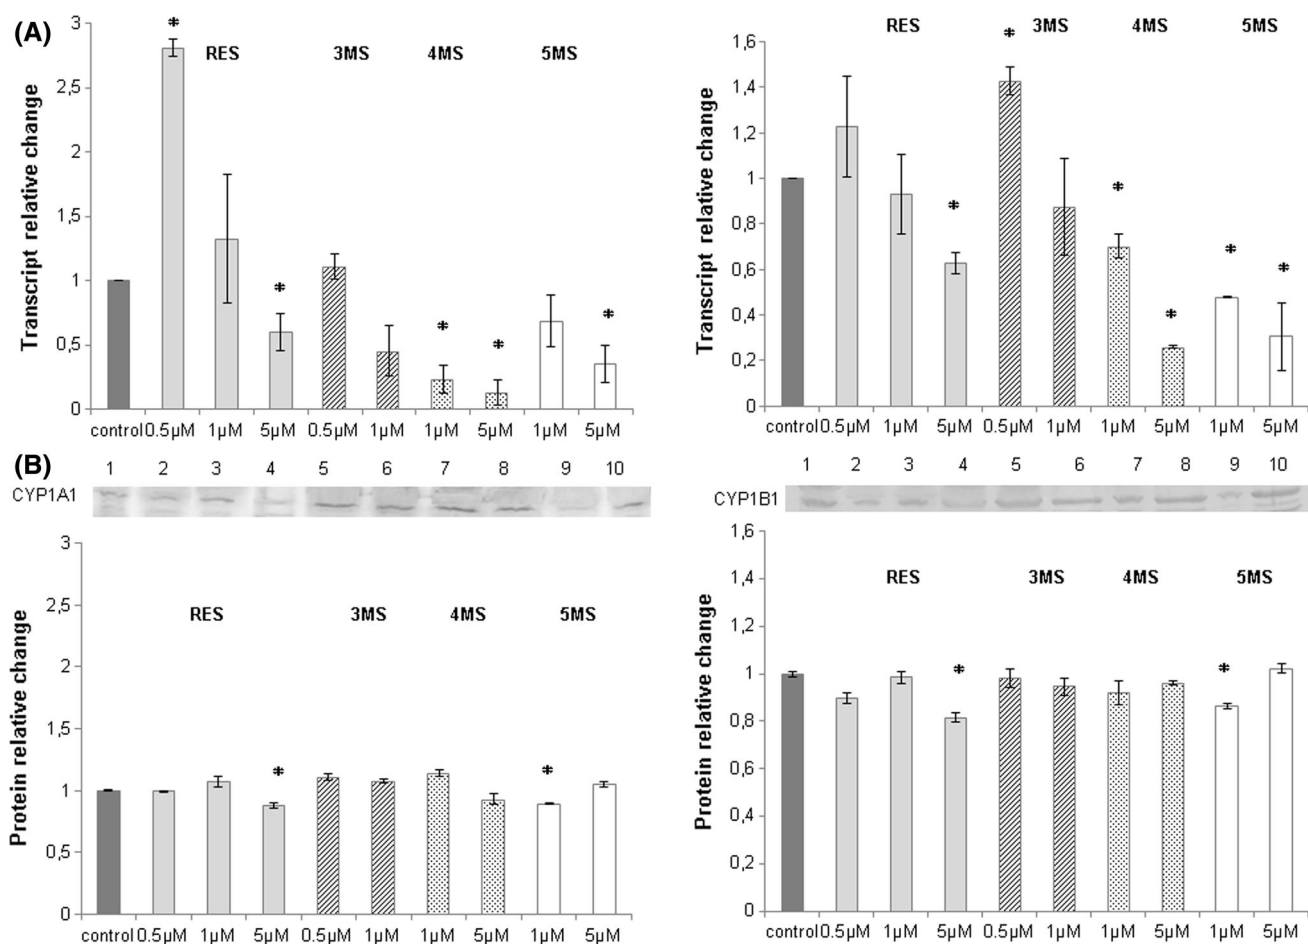 (A)
Transcript relative change
3
2,5
2
1,5
1
0,5
0
RES 3MS 4MS 5MS
* * * * *
control 0.5µM 1µM 5µM 0.5µM 1µM 1µM 5µM 1µM 5µM
Transcript relative change
1,6
1,4
1,2
1
0,8
0,6
0,4
0,2
0
RES 3MS 4MS 5MS
* * * * * *
control 0.5µM 1µM 5µM 0.5µM 1µM 1µM 5µM 1µM 5µM
(B)
1 2 3 4 5 6 7 8 9 10
CYP1A1
Protein relative change
3
2,5
2
1,5
1
0,5
0
RES 3MS 4MS 5MS
* *
control 0.5µM 1µM 5µM 0.5µM 1µM 1µM 5µM 1µM 5µM
1 2 3 4 5 6 7 8 9 10
CYP1B1
Protein relative change
1,6
1,4
1,2
1
0,8
0,6
0,4
0,2
0
RES 3MS 4MS 5MS
* *
control 0.5µM 1µM 5µM 0.5µM 1µM 1µM 5µM 1µM 5µM